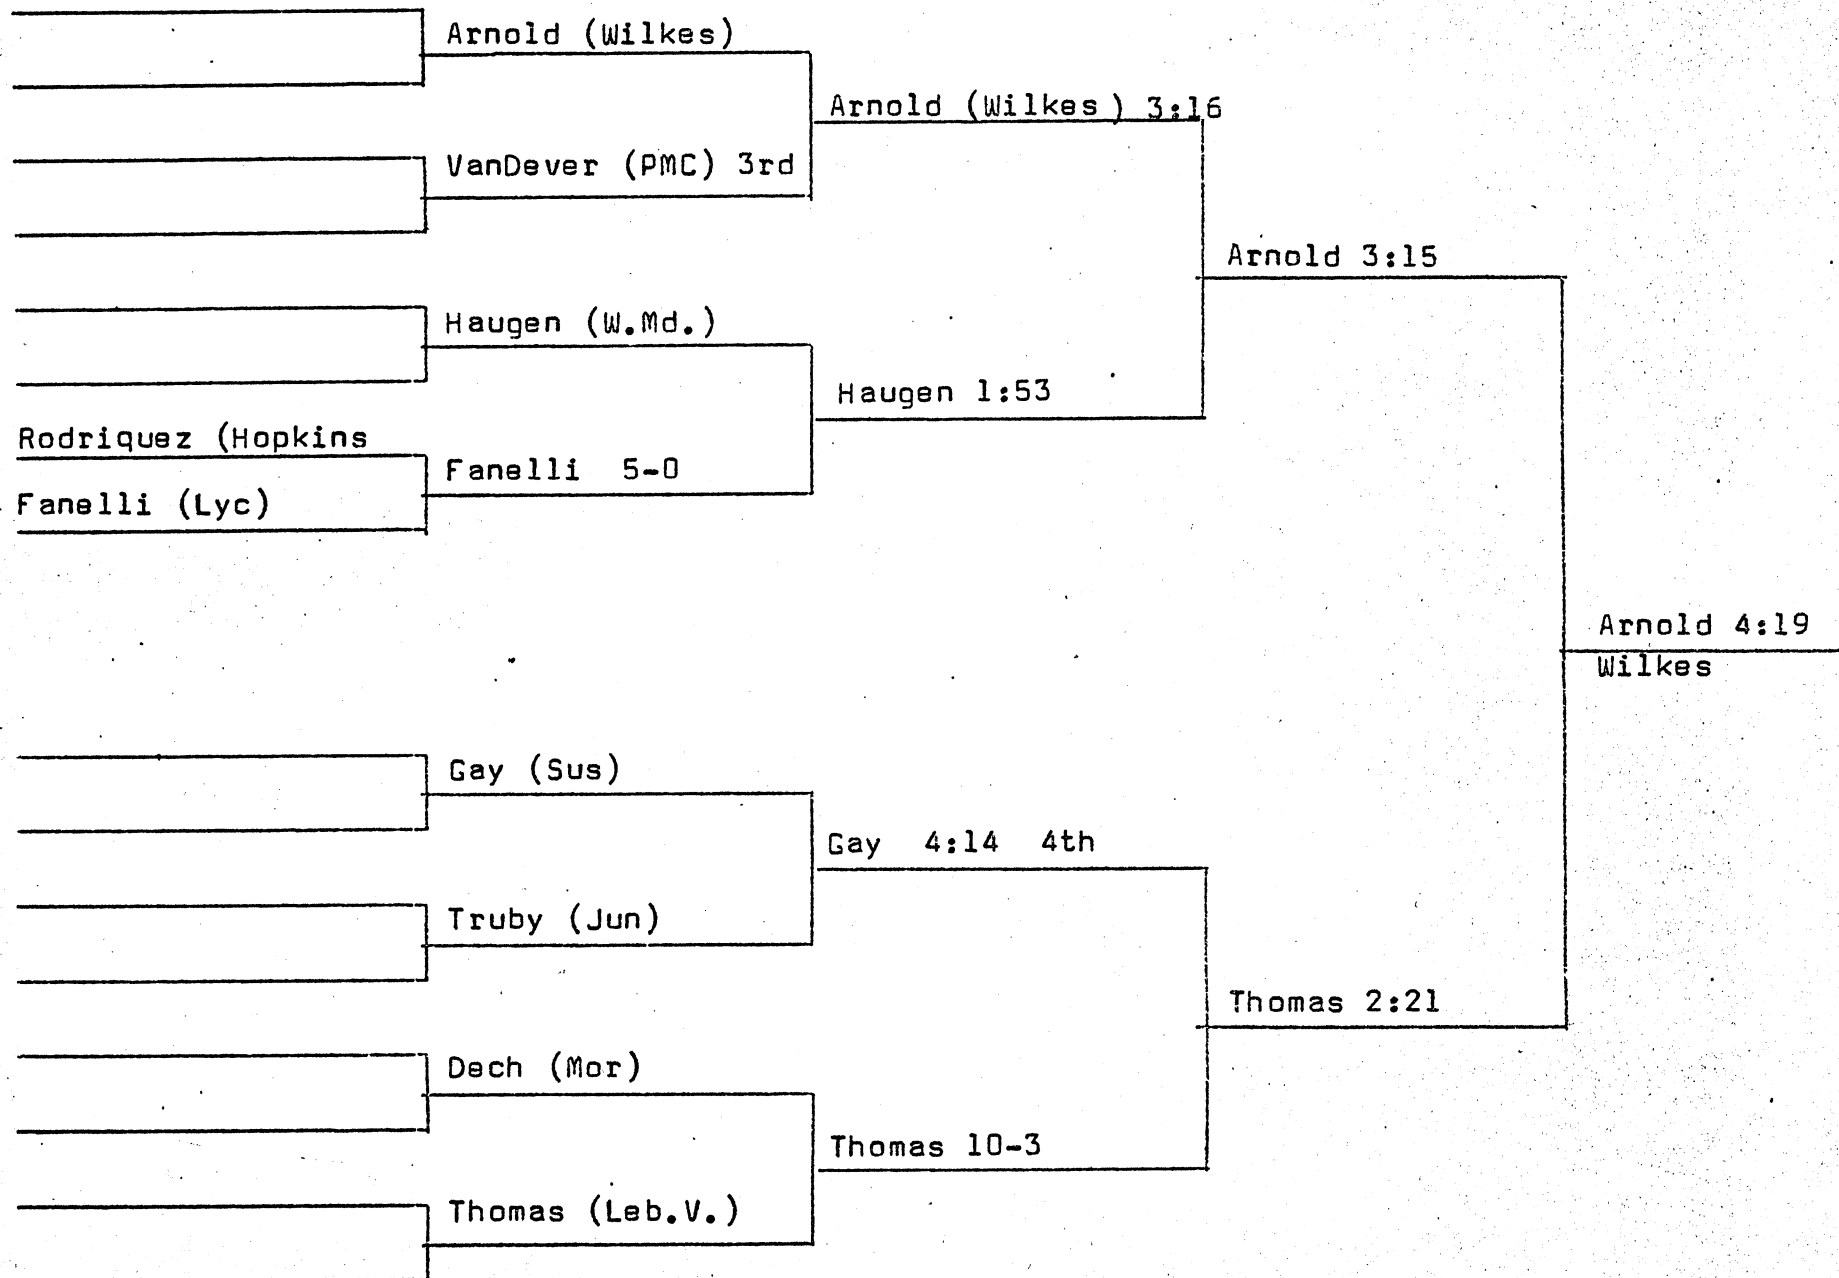 Arnold (Wilkes)
VanDever (PMC) 3rd
Haugen (W.Md.)
Rodriquez (Hopkins
Fanelli (Lyc)
Fanelli 5-0
Gay (Sus)
Truby (Jun)
Dech (Mor)
Thomas (Leb.V.)
Arnold (Wilkes) 3:16
Haugen 1:53
Gay 4:14 4th
Thomas 10-3
Arnold 3:15
Thomas 2:21
Arnold 4:19
Wilkes